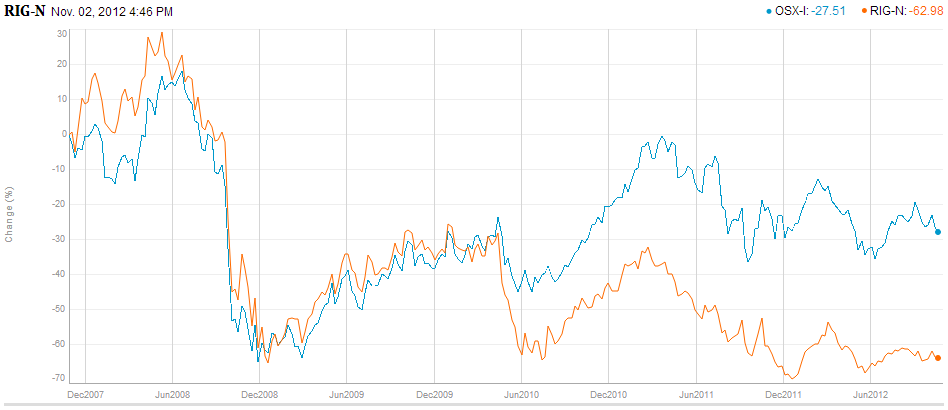 RIG-N Nov. 02, 2012 4:46 PM
OSX-I: -27.51 RIG-N: -62.98
30
20
10
0
-10
-20
-30
-40
-50
-60
-70
Change (%)
Dec2007 Jun2008 Dec2008 Jun2009 Dec2009 Jun2010 Dec2010 Jun2011 Dec2011 Jun2012